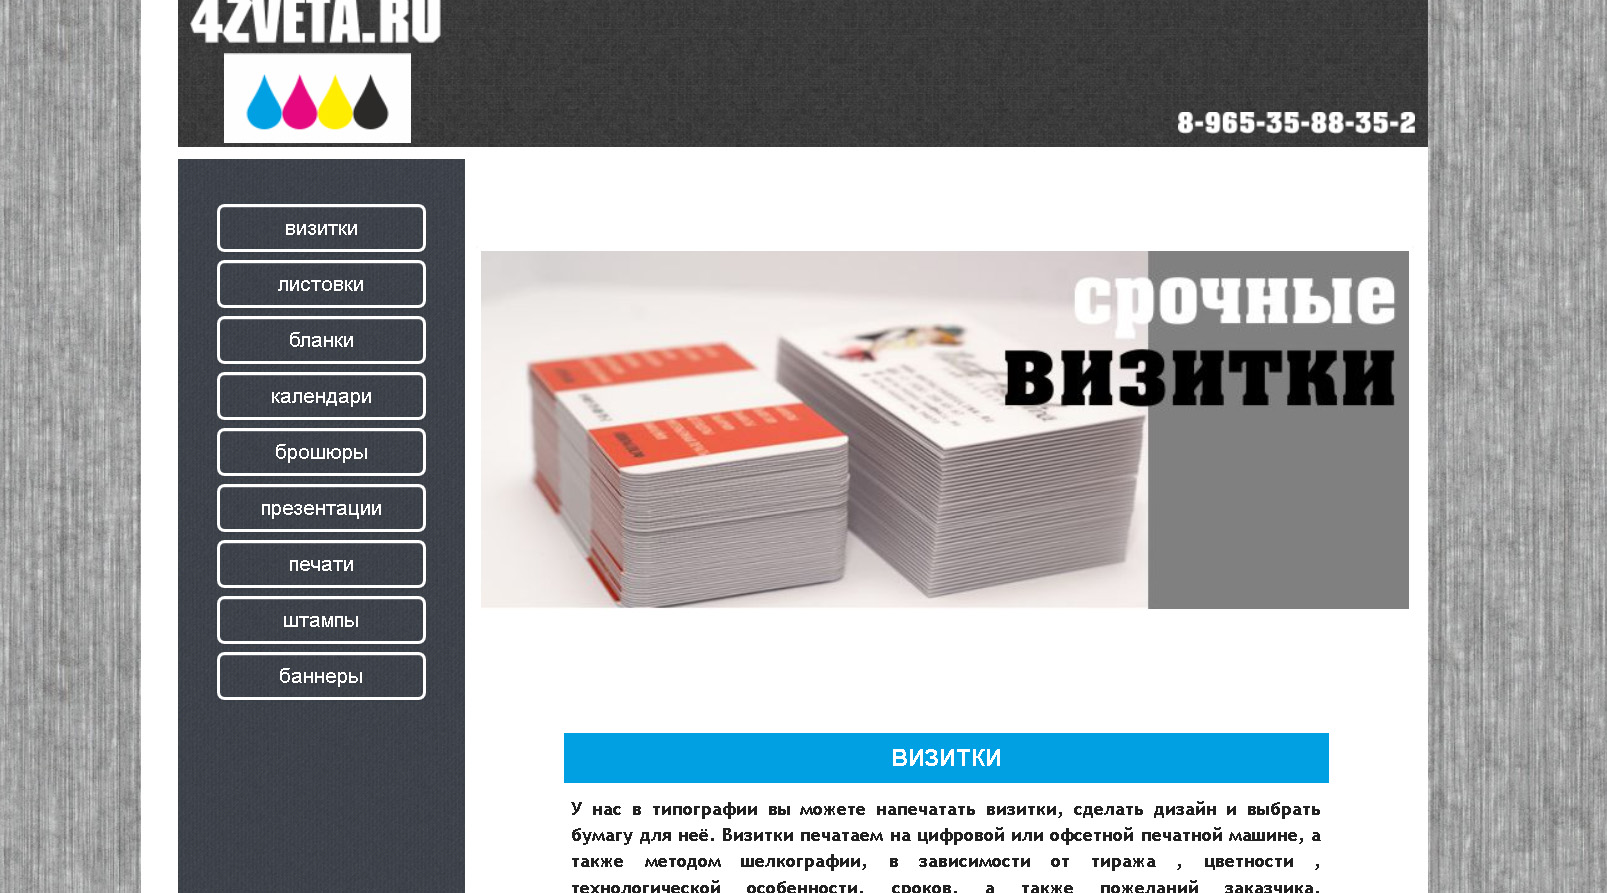 4ZVETA.RU
8-965-35-88-35-2
визитки
листовки
бланки
календари
брошюры
презентации
печати
штампы
баннеры
срочные
визитки
ВИЗИТКИ
У нас в типографии вы можете напечатать визитки, сделать дизайн и выбрать
бумагу для неё. Визитки печатаем на цифровой или офсетной печатной машине, а
также методом шелкографии, в зависимости от тиража , цветности ,
технологической особенности, сроков, а также пожеланий заказчика.